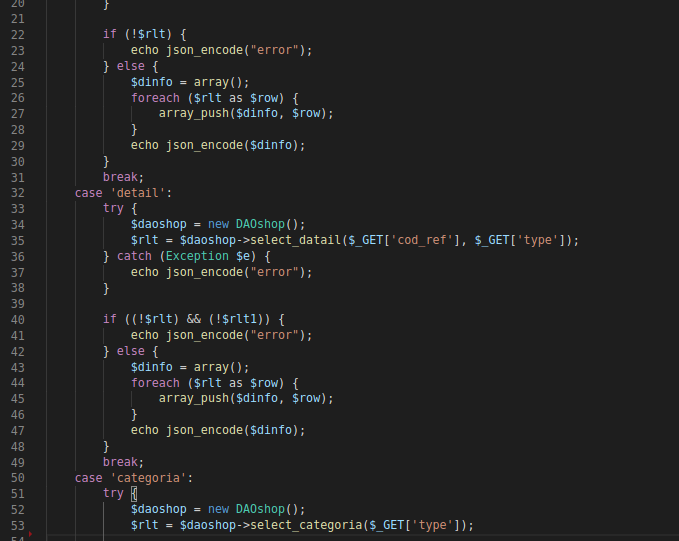 20 }
21
22 if (!$rlt) {
23 echo json_encode("error");
24 } else {
25 $dinfo = array();
26 foreach ($rlt as $row) {
27 array_push($dinfo, $row);
28 }
29 echo json_encode($dinfo);
30 }
31 break;
32 case 'detail':
33 try {
34 $daoshop = new DAOshop();
35 $rlt = $daoshop->select_datail($_GET['cod_ref'], $_GET['type']);
36 } catch (Exception $e) {
37 echo json_encode("error");
38 }
39
40 if ((!$rlt) && (!$rlt1)) {
41 echo json_encode("error");
42 } else {
43 $dinfo = array();
44 foreach ($rlt as $row) {
45 array_push($dinfo, $row);
46 }
47 echo json_encode($dinfo);
48 }
49 break;
50 case 'categoria':
51 try {
52 $daoshop = new DAOshop();
53 $rlt = $daoshop->select_categoria($_GET['type']);
54